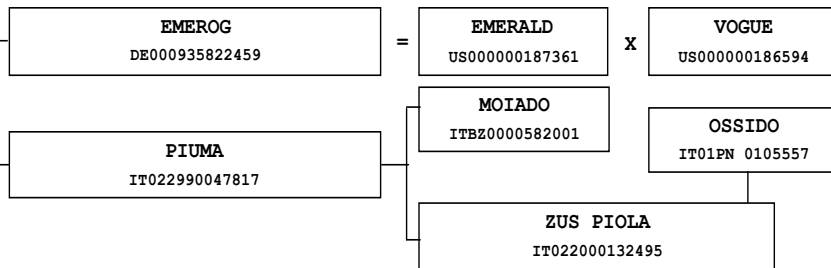 EMEROG
DE000935822459
=
EMERALD
US000000187361
X
VOGUE
US000000186594
MOIADO
ITBZ0000582001
OSSIDO
IT01PN 0105557
PIUMA
IT022990047817
ZUS PIOLA
IT022000132495